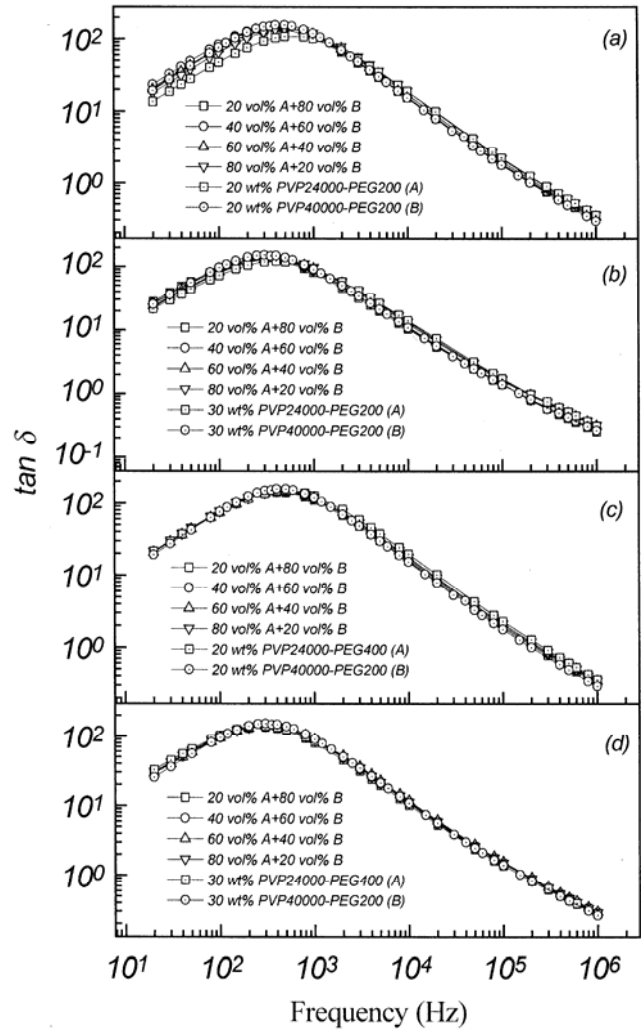 10²
10¹
10⁰
(a)
20 vol% A+80 vol% B
40 vol% A+60 vol% B
60 vol% A+40 vol% B
80 vol% A+20 vol% B
20 wt% PVP24000-PEG200 (A)
20 wt% PVP40000-PEG200 (B)
10²
10¹
10⁰
10⁻¹
(b)
20 vol% A+80 vol% B
40 vol% A+60 vol% B
60 vol% A+40 vol% B
80 vol% A+20 vol% B
30 wt% PVP24000-PEG200 (A)
30 wt% PVP40000-PEG200 (B)
tan δ
10²
10¹
10⁰
(c)
20 vol% A+80 vol% B
40 vol% A+60 vol% B
60 vol% A+40 vol% B
80 vol% A+20 vol% B
20 wt% PVP24000-PEG400 (A)
20 wt% PVP40000-PEG200 (B)
10²
10¹
10⁰
(d)
20 vol% A+80 vol% B
40 vol% A+60 vol% B
60 vol% A+40 vol% B
80 vol% A+20 vol% B
30 wt% PVP24000-PEG400 (A)
30 wt% PVP40000-PEG200 (B)
10¹ 10² 10³ 10⁴ 10⁵ 10⁶
Frequency (Hz)